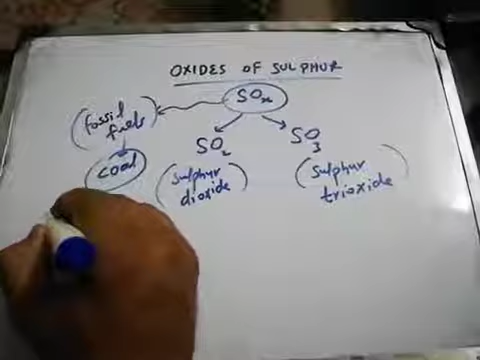 OXIDES OF SULPHUR
SOx
(fossil
fuels)
coal
SO2
(sulphur
dioxide)
SO3
(sulphur
trioxide)